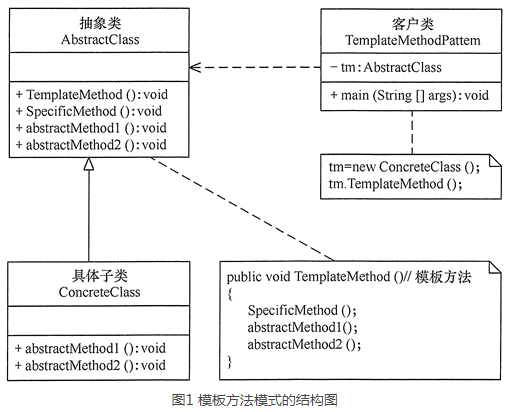 抽象类
AbstractClass
+ TemplateMethod ():void
+ SpecificMethod ():void
+ abstractMethod1 ():void
+ abstractMethod2 ():void
客户类
TemplateMethodPattem
- tm:AbstractClass
+ main (String [] args):void
tm=new ConcreteClass ();
tm.TemplateMethod ();
具体子类
ConcreteClass
+ abstractMethod1 ():void
+ abstractMethod2 ():void
public void TemplateMethod ()// 模板方法
{
SpecificMethod ();
abstractMethod1();
abstractMethod2 ();
}
图1 模板方法模式的结构图